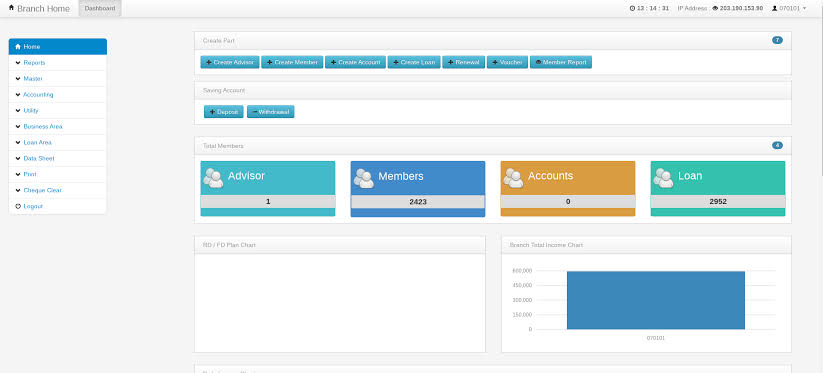 Branch Home Dashboard 13 : 14 : 31 IP Address : 203.190.153.90 070101
Home
Reports
Master
Accounting
Utility
Business Area
Loan Area
Data Sheet
Print
Cheque Clear
Logout
Create Part 7
Create Advisor Create Member Create Account Create Loan Renewal Voucher Member Report
Saving Account
Deposit Withdrawal
Total Members 4
Advisor Members Accounts Loan
1 2423 0 2952
RD / FD Plan Chart Branch Total Income Chart
600,000
450,000
300,000
150,000
0
070101